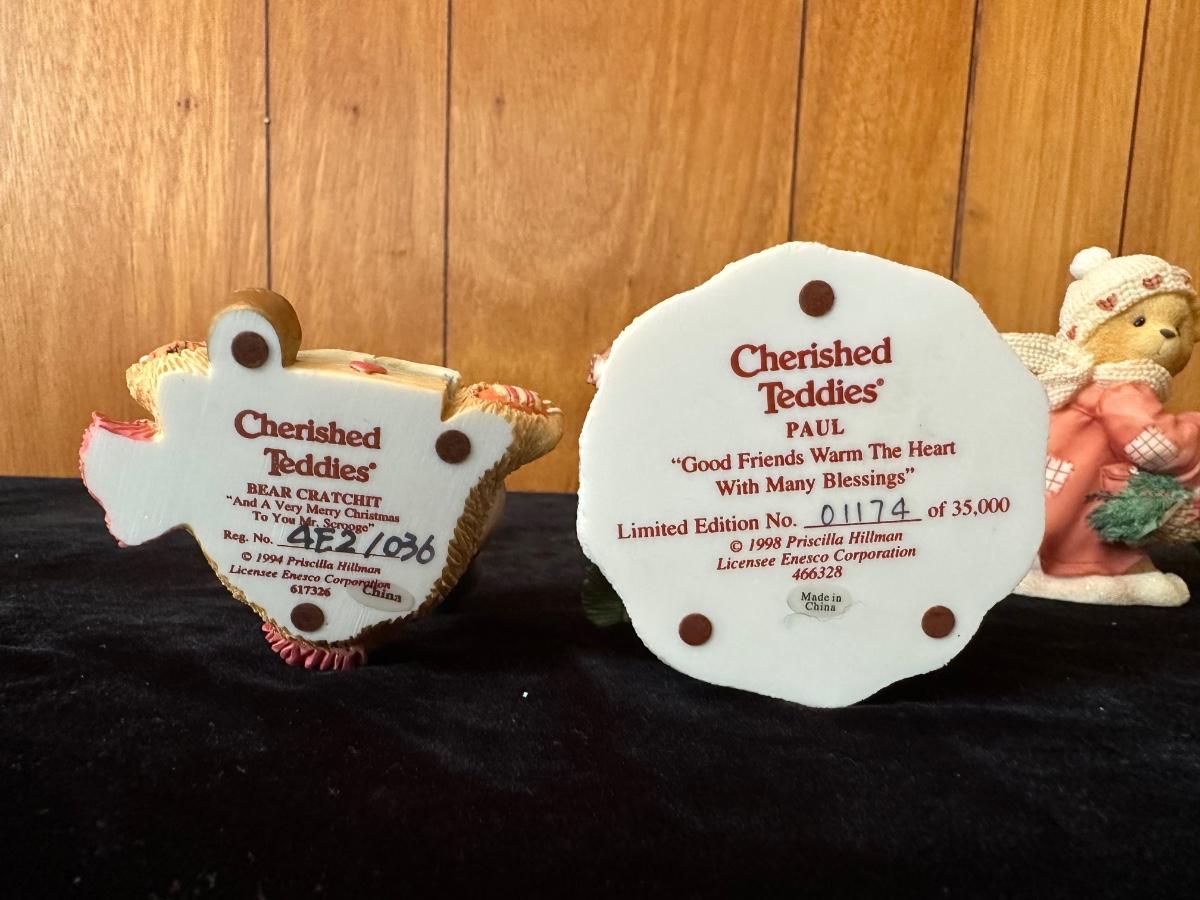 Cherished
Teddies®
BEAR CRATCHIT
“And A Very Merry Christmas
To You Mr. Scrooge”
Reg. No. 4E2/036
© 1994 Priscilla Hillman
Licensee Enesco Corporation
617326
China
Cherished
Teddies®
PAUL
“Good Friends Warm The Heart
With Many Blessings”
Limited Edition No. 01174 of 35,000
© 1998 Priscilla Hillman
Licensee Enesco Corporation
466328
Made in
China